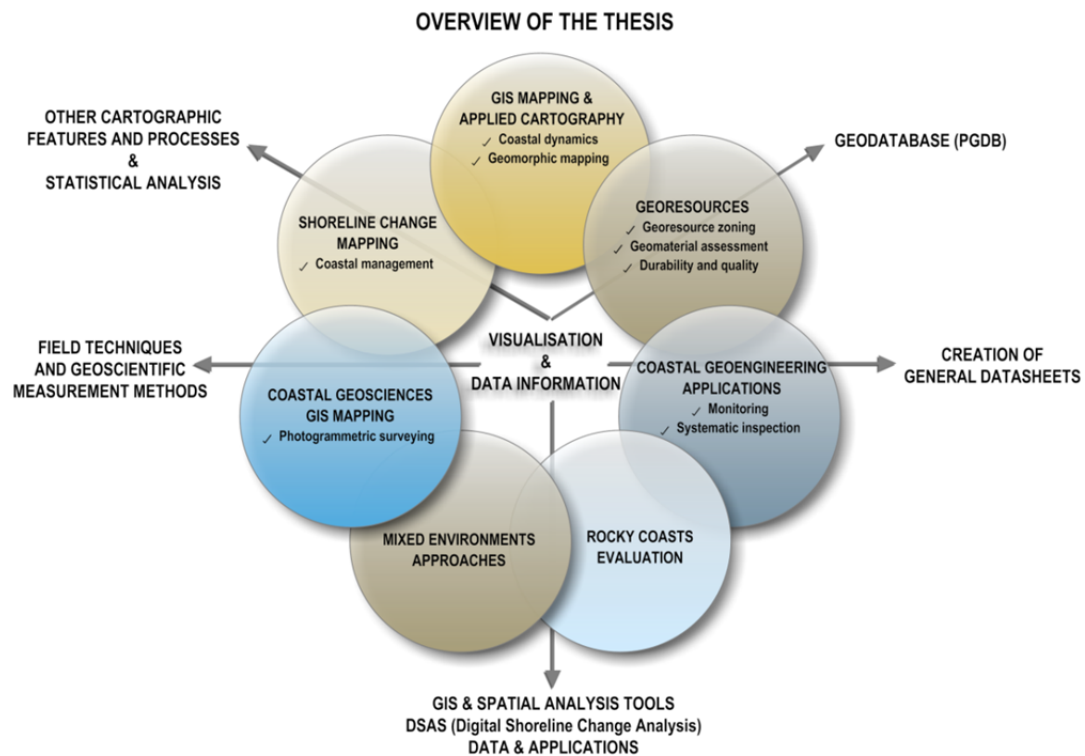 OVERVIEW OF THE THESIS
GIS MAPPING &
APPLIED CARTOGRAPHY
✓ Coastal dynamics
✓ Geomorphic mapping
OTHER CARTOGRAPHIC
FEATURES AND PROCESSES
&
STATISTICAL ANALYSIS
GEODATABASE (PGDB)
SHORELINE CHANGE
MAPPING
✓ Coastal management
GEORESOURCES
✓ Georesource zoning
✓ Geomaterial assessment
✓ Durability and quality
VISUALISATION
&
DATA INFORMATION
FIELD TECHNIQUES
AND GEOSCIENTIFIC
MEASUREMENT METHODS
COASTAL GEOSCIENCES
GIS MAPPING
✓ Photogrammetric surveying
COASTAL GEOENGINEERING
APPLICATIONS
✓ Monitoring
✓ Systematic inspection
CREATION OF
GENERAL DATASHEETS
MIXED ENVIRONMENTS
APPROACHES
ROCKY COASTS
EVALUATION
GIS & SPATIAL ANALYSIS TOOLS
DSAS (Digital Shoreline Change Analysis)
DATA & APPLICATIONS